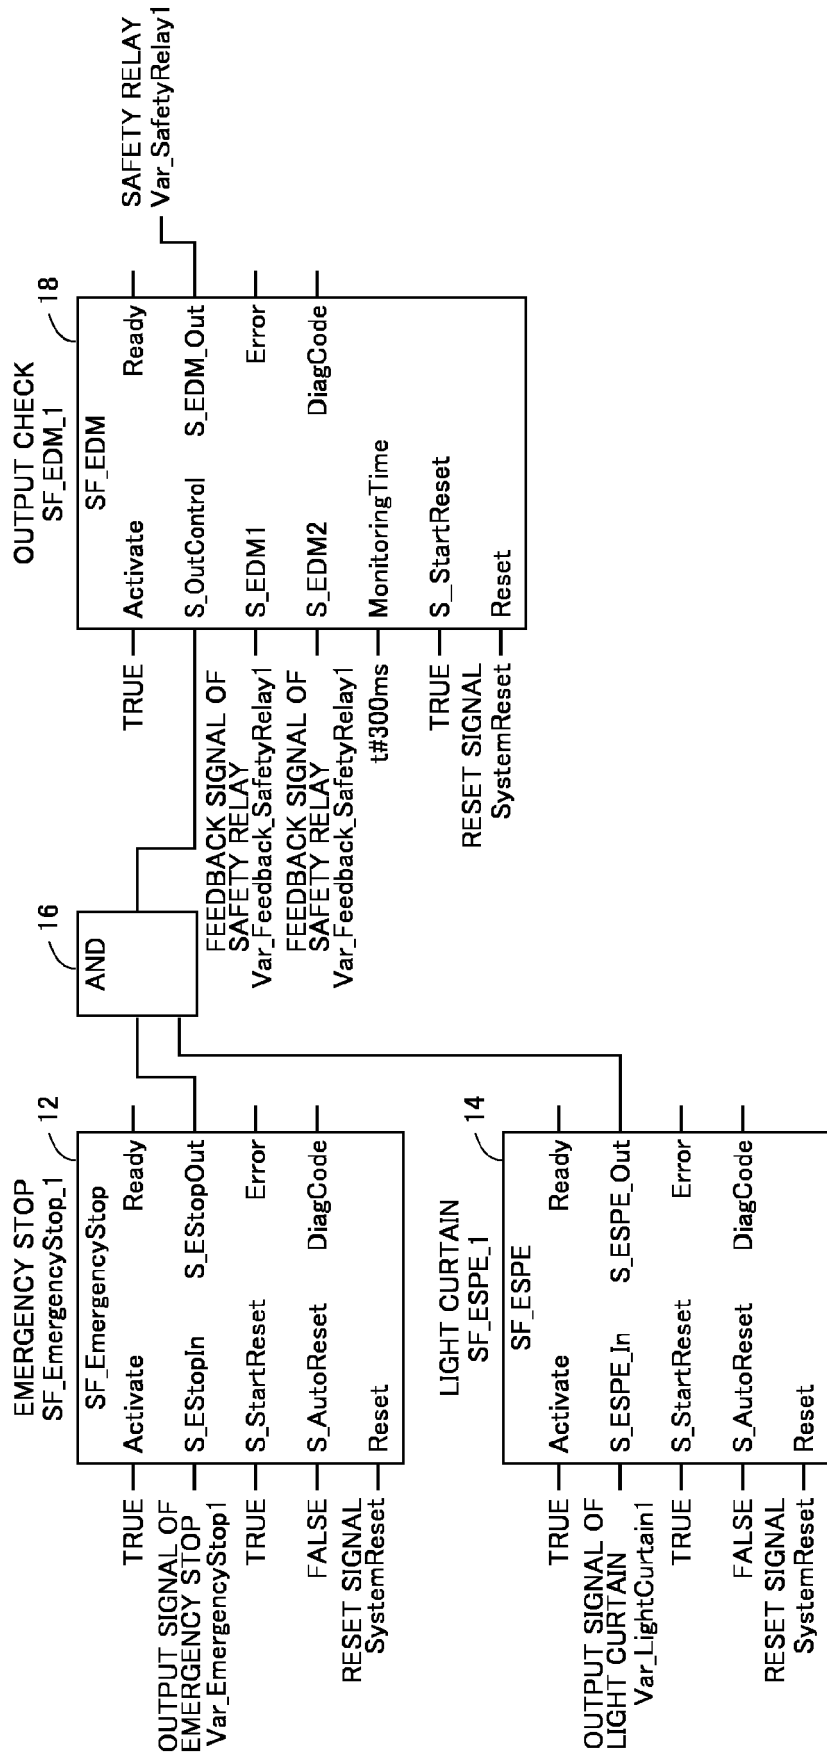 EMERGENCY STOP
SF_EmergencyStop_1
12
SF_EmergencyStop
TRUE
Activate
Ready
OUTPUT SIGNAL OF
EMERGENCY STOP
Var_EmergencyStop1
S_EStopIn
S_EStopOut
TRUE
S_StartReset
Error
FALSE
S_AutoReset
DiagCode
RESET SIGNAL
SystemReset
Reset
LIGHT CURTAIN
SF_ESPE_1
14
SF_ESPE
TRUE
Activate
Ready
OUTPUT SIGNAL OF
LIGHT CURTAIN
Var_LightCurtain1
S_ESPE_In
S_ESPE_Out
TRUE
S_StartReset
Error
FALSE
S_AutoReset
DiagCode
RESET SIGNAL
SystemReset
Reset
16
AND
OUTPUT CHECK
SF_EDM_1
18
SF_EDM
TRUE
Activate
Ready
S_OutControl
S_EDM_Out
FEEDBACK SIGNAL OF
SAFETY RELAY
Var_Feedback_SafetyRelay1
S_EDM1
Error
FEEDBACK SIGNAL OF
SAFETY RELAY
Var_Feedback_SafetyRelay1
S_EDM2
DiagCode
t#300ms
MonitoringTime
TRUE
S_StartReset
RESET SIGNAL
SystemReset
Reset
SAFETY RELAY
Var_SafetyRelay1